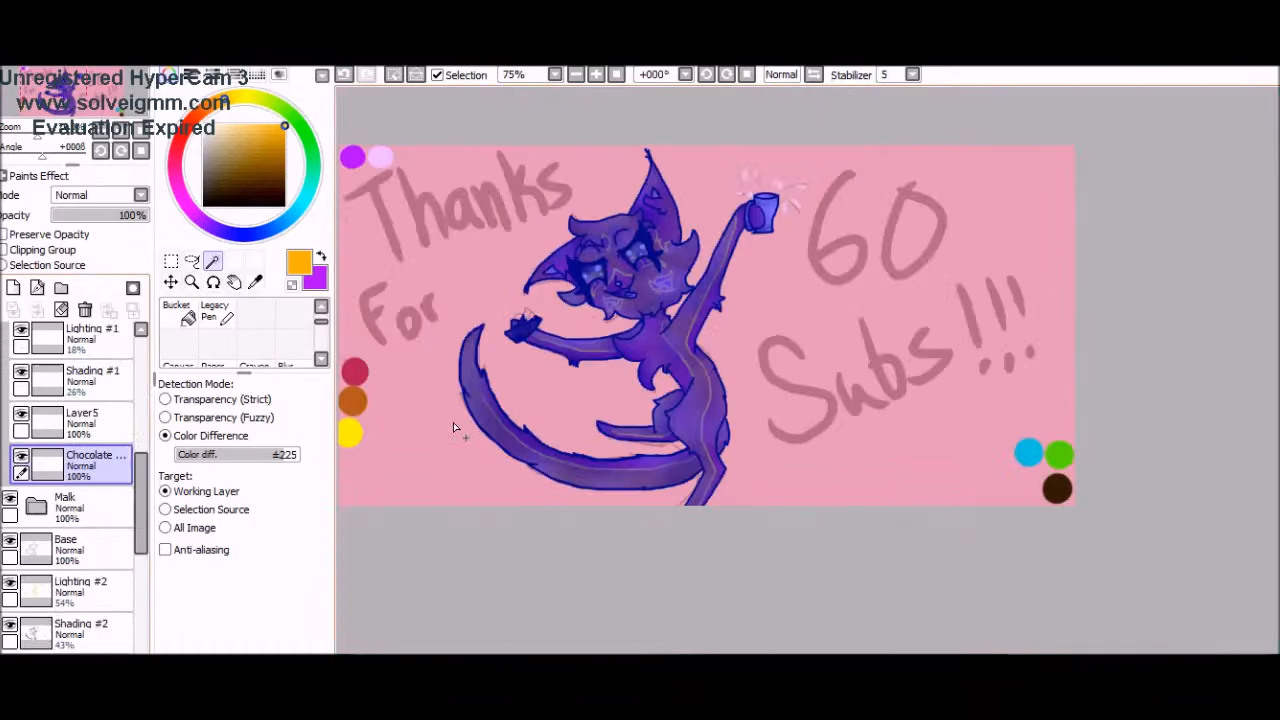 Unregistered HyperCam 3
www.solveigmm.com
Evaluation Expired
Selection 75% +000° Normal Stabilizer 5
Zoom
Angle +000
Paints Effect
Mode Normal
Opacity 100%
Preserve Opacity
Clipping Group
Selection Source
Lighting #1
Normal
18%
Shading #1
Normal
26%
Layer5
Normal
100%
Chocolate ...
Normal
100%
Malk
Normal
100%
Base
Normal
100%
Lighting #2
Normal
54%
Shading #2
Normal
43%
Bucket Legacy
Pen
Detection Mode:
Transparency (Strict)
Transparency (Fuzzy)
Color Difference
Color diff. ±225
Target:
Working Layer
Selection Source
All Image
Anti-aliasing
Thanks
For
60
Subs!!!